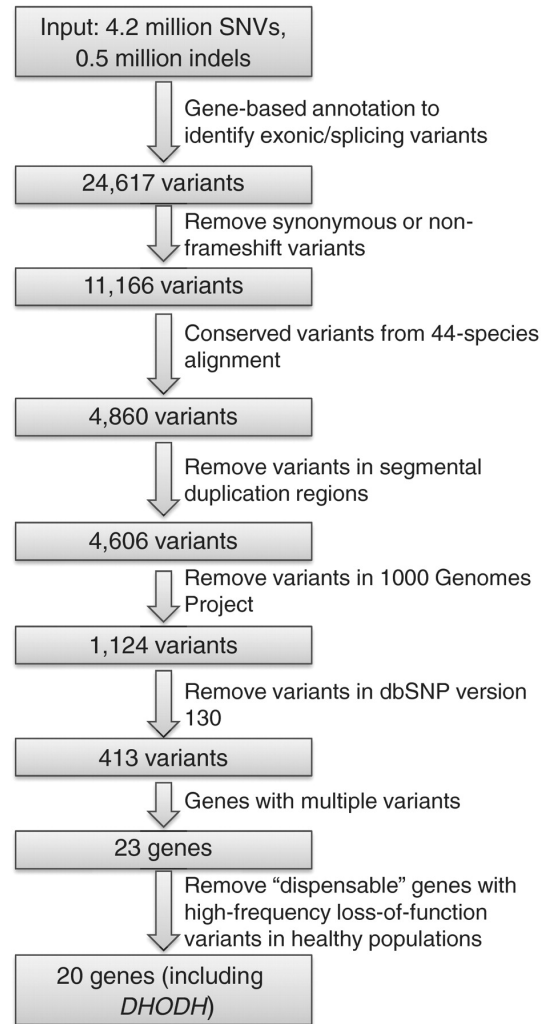 Input: 4.2 million SNVs,
0.5 million indels
Gene-based annotation to
identify exonic/splicing variants
24,617 variants
Remove synonymous or non-
frameshift variants
11,166 variants
Conserved variants from 44-species
alignment
4,860 variants
Remove variants in segmental
duplication regions
4,606 variants
Remove variants in 1000 Genomes
Project
1,124 variants
Remove variants in dbSNP version
130
413 variants
Genes with multiple variants
23 genes
Remove “dispensable” genes with
high-frequency loss-of-function
variants in healthy populations
20 genes (including
DHODH)